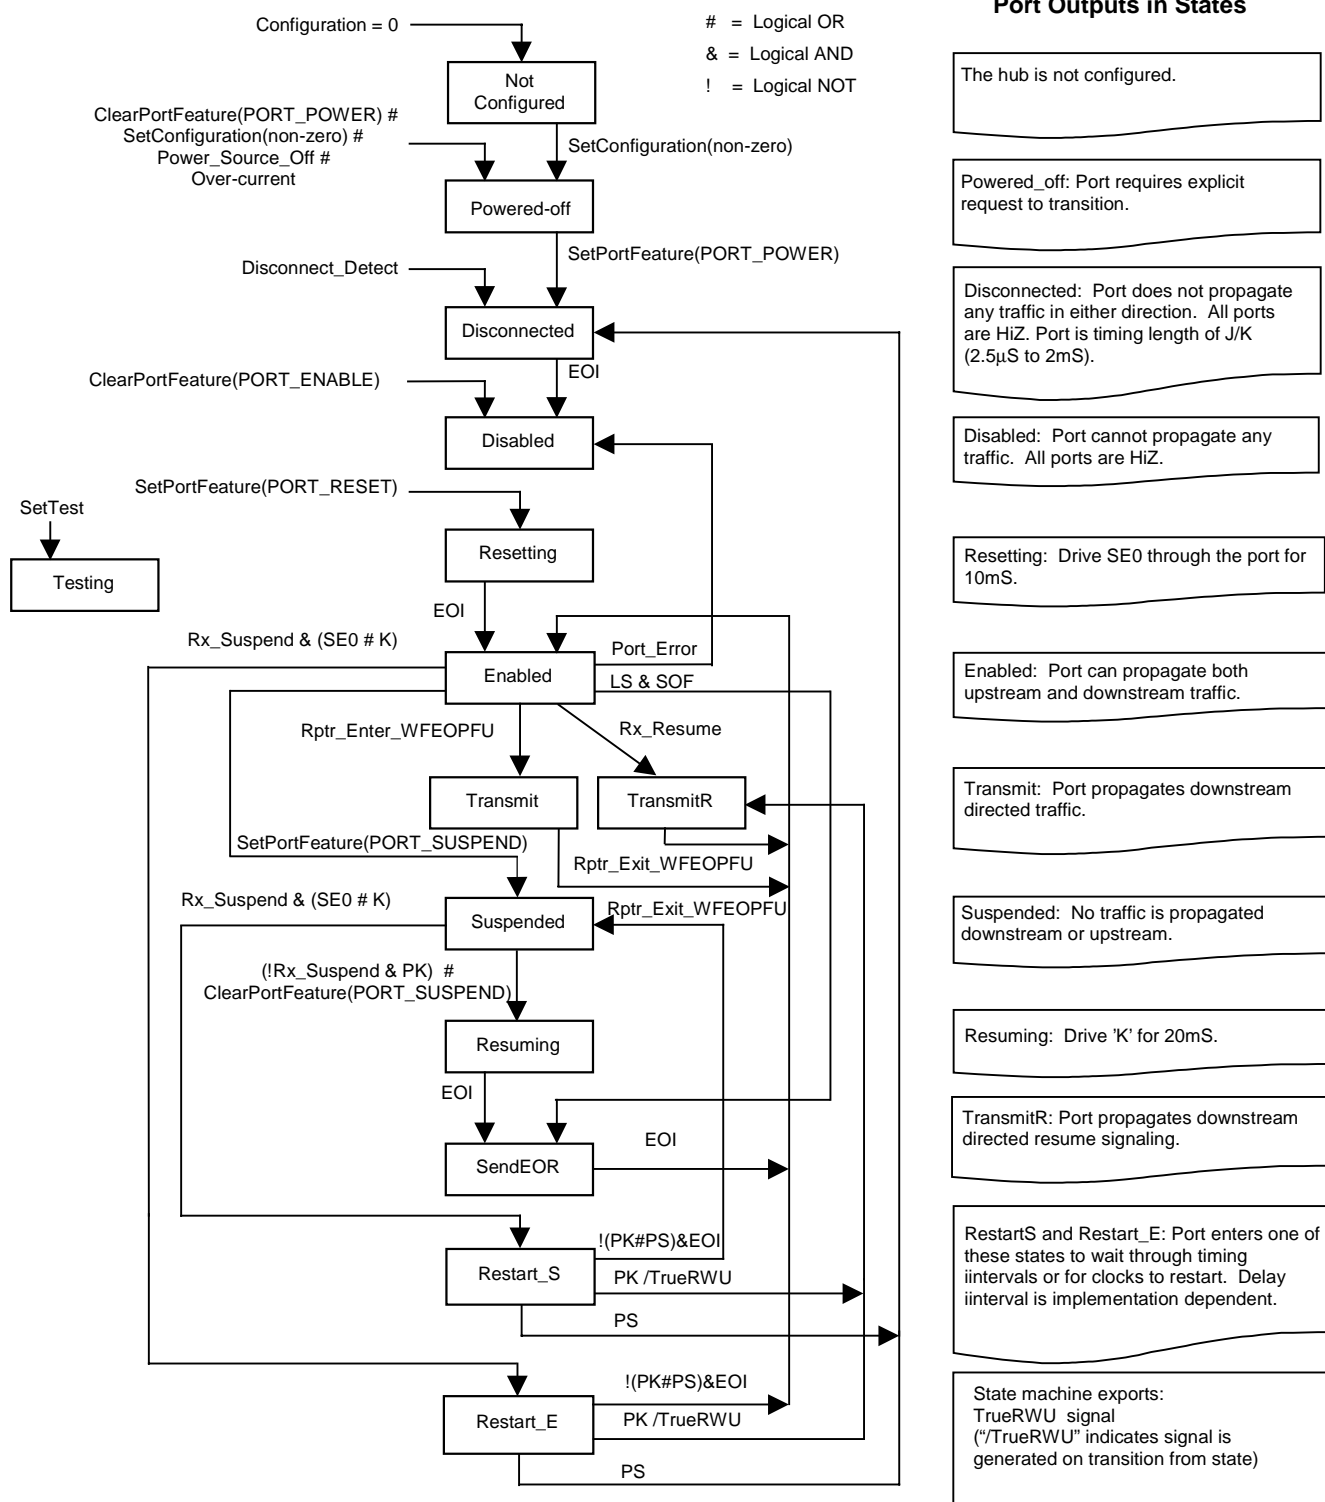 Port Outputs in States
Configuration = 0
# = Logical OR
& = Logical AND
! = Logical NOT
Not
Configured
ClearPortFeature(PORT_POWER) #
SetConfiguration(non-zero) #
Power_Source_Off #
Over-current
SetConfiguration(non-zero)
Powered-off
SetPortFeature(PORT_POWER)
Disconnect_Detect
Disconnected
EOI
ClearPortFeature(PORT_ENABLE)
Disabled
SetPortFeature(PORT_RESET)
SetTest
Testing
Resetting
EOI
Rx_Suspend & (SE0 # K)
Port_Error
Enabled
LS & SOF
Rptr_Enter_WFEOPFU
Rx_Resume
Transmit
TransmitR
SetPortFeature(PORT_SUSPEND)
Rptr_Exit_WFEOPFU
Rx_Suspend & (SE0 # K)
Rptr_Exit_WFEOPFU
Suspended
(!Rx_Suspend & PK) #
ClearPortFeature(PORT_SUSPEND)
Resuming
EOI
EOI
SendEOR
!(PK#PS)&EOI
Restart_S
PK /TrueRWU
PS
!(PK#PS)&EOI
Restart_E
PK /TrueRWU
PS
The hub is not configured.
Powered_off: Port requires explicit
request to transition.
Disconnected: Port does not propagate
any traffic in either direction. All ports
are HiZ. Port is timing length of J/K
(2.5μS to 2mS).
Disabled: Port cannot propagate any
traffic. All ports are HiZ.
Resetting: Drive SE0 through the port for
10mS.
Enabled: Port can propagate both
upstream and downstream traffic.
Transmit: Port propagates downstream
directed traffic.
Suspended: No traffic is propagated
downstream or upstream.
Resuming: Drive 'K' for 20mS.
TransmitR: Port propagates downstream
directed resume signaling.
RestartS and Restart_E: Port enters one of
these states to wait through timing
iintervals or for clocks to restart. Delay
iinterval is implementation dependent.
State machine exports:
TrueRWU signal
(“/TrueRWU” indicates signal is
generated on transition from state)